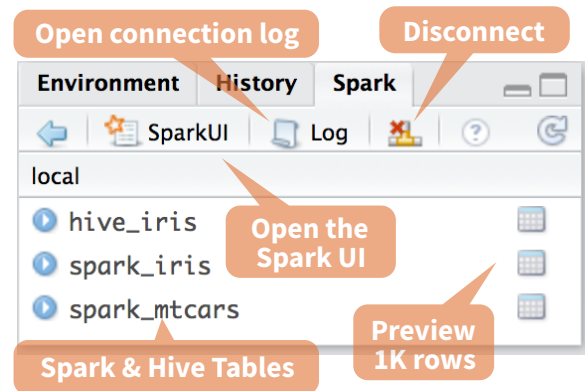 Open connection log
Disconnect
Environment History Spark
SparkUI Log ?
local
hive_iris
Open the
Spark UI
spark_iris
spark_mtcars
Preview
1K rows
Spark & Hive Tables